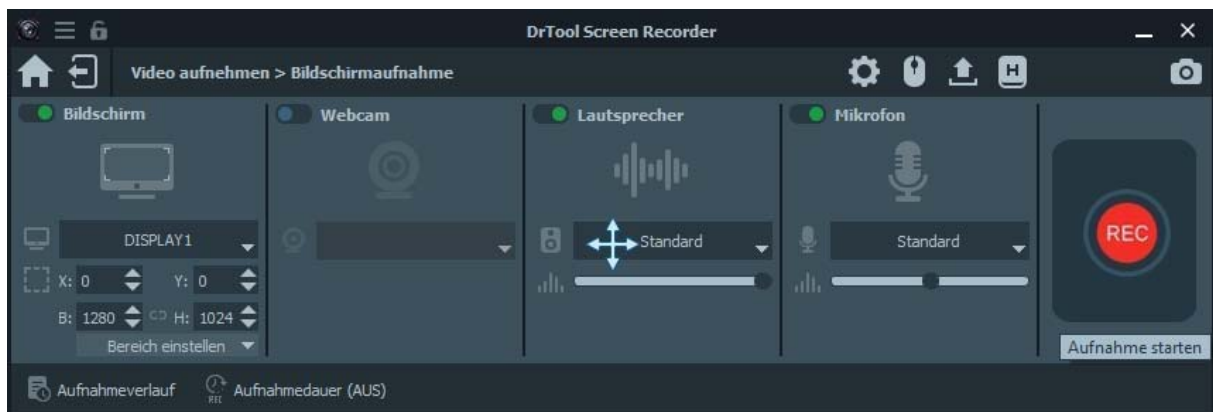 DrTool Screen Recorder
Video aufnehmen > Bildschirmaufnahme
H
Bildschirm
Webcam
Lautsprecher
Mikrofon
DISPLAY1
Standard
Standard
REC
X: 0 Y: 0
B: 1280 H: 1024
Bereich einstellen
Aufnahme starten
Aufnahmeverlauf
REC
Aufnahmedauer (AUS)